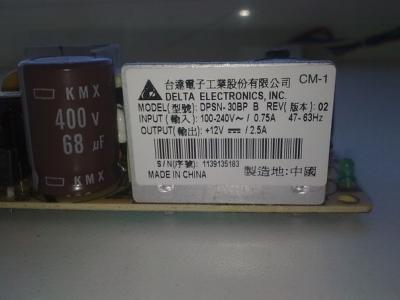 KMX
400 V
68 µF
KMX
台達電子工業股份有限公司
CM-1
DELTA ELECTRONICS, INC.
MODEL(型號): DPSN-30BP B REV(版本): 02
INPUT(輸入): 100-240V~ / 0.75A 47-63Hz
OUTPUT(輸出): +12V⎓ / 2.5A
S/N(序號): 1139135183
MADE IN CHINA
製造地:中國